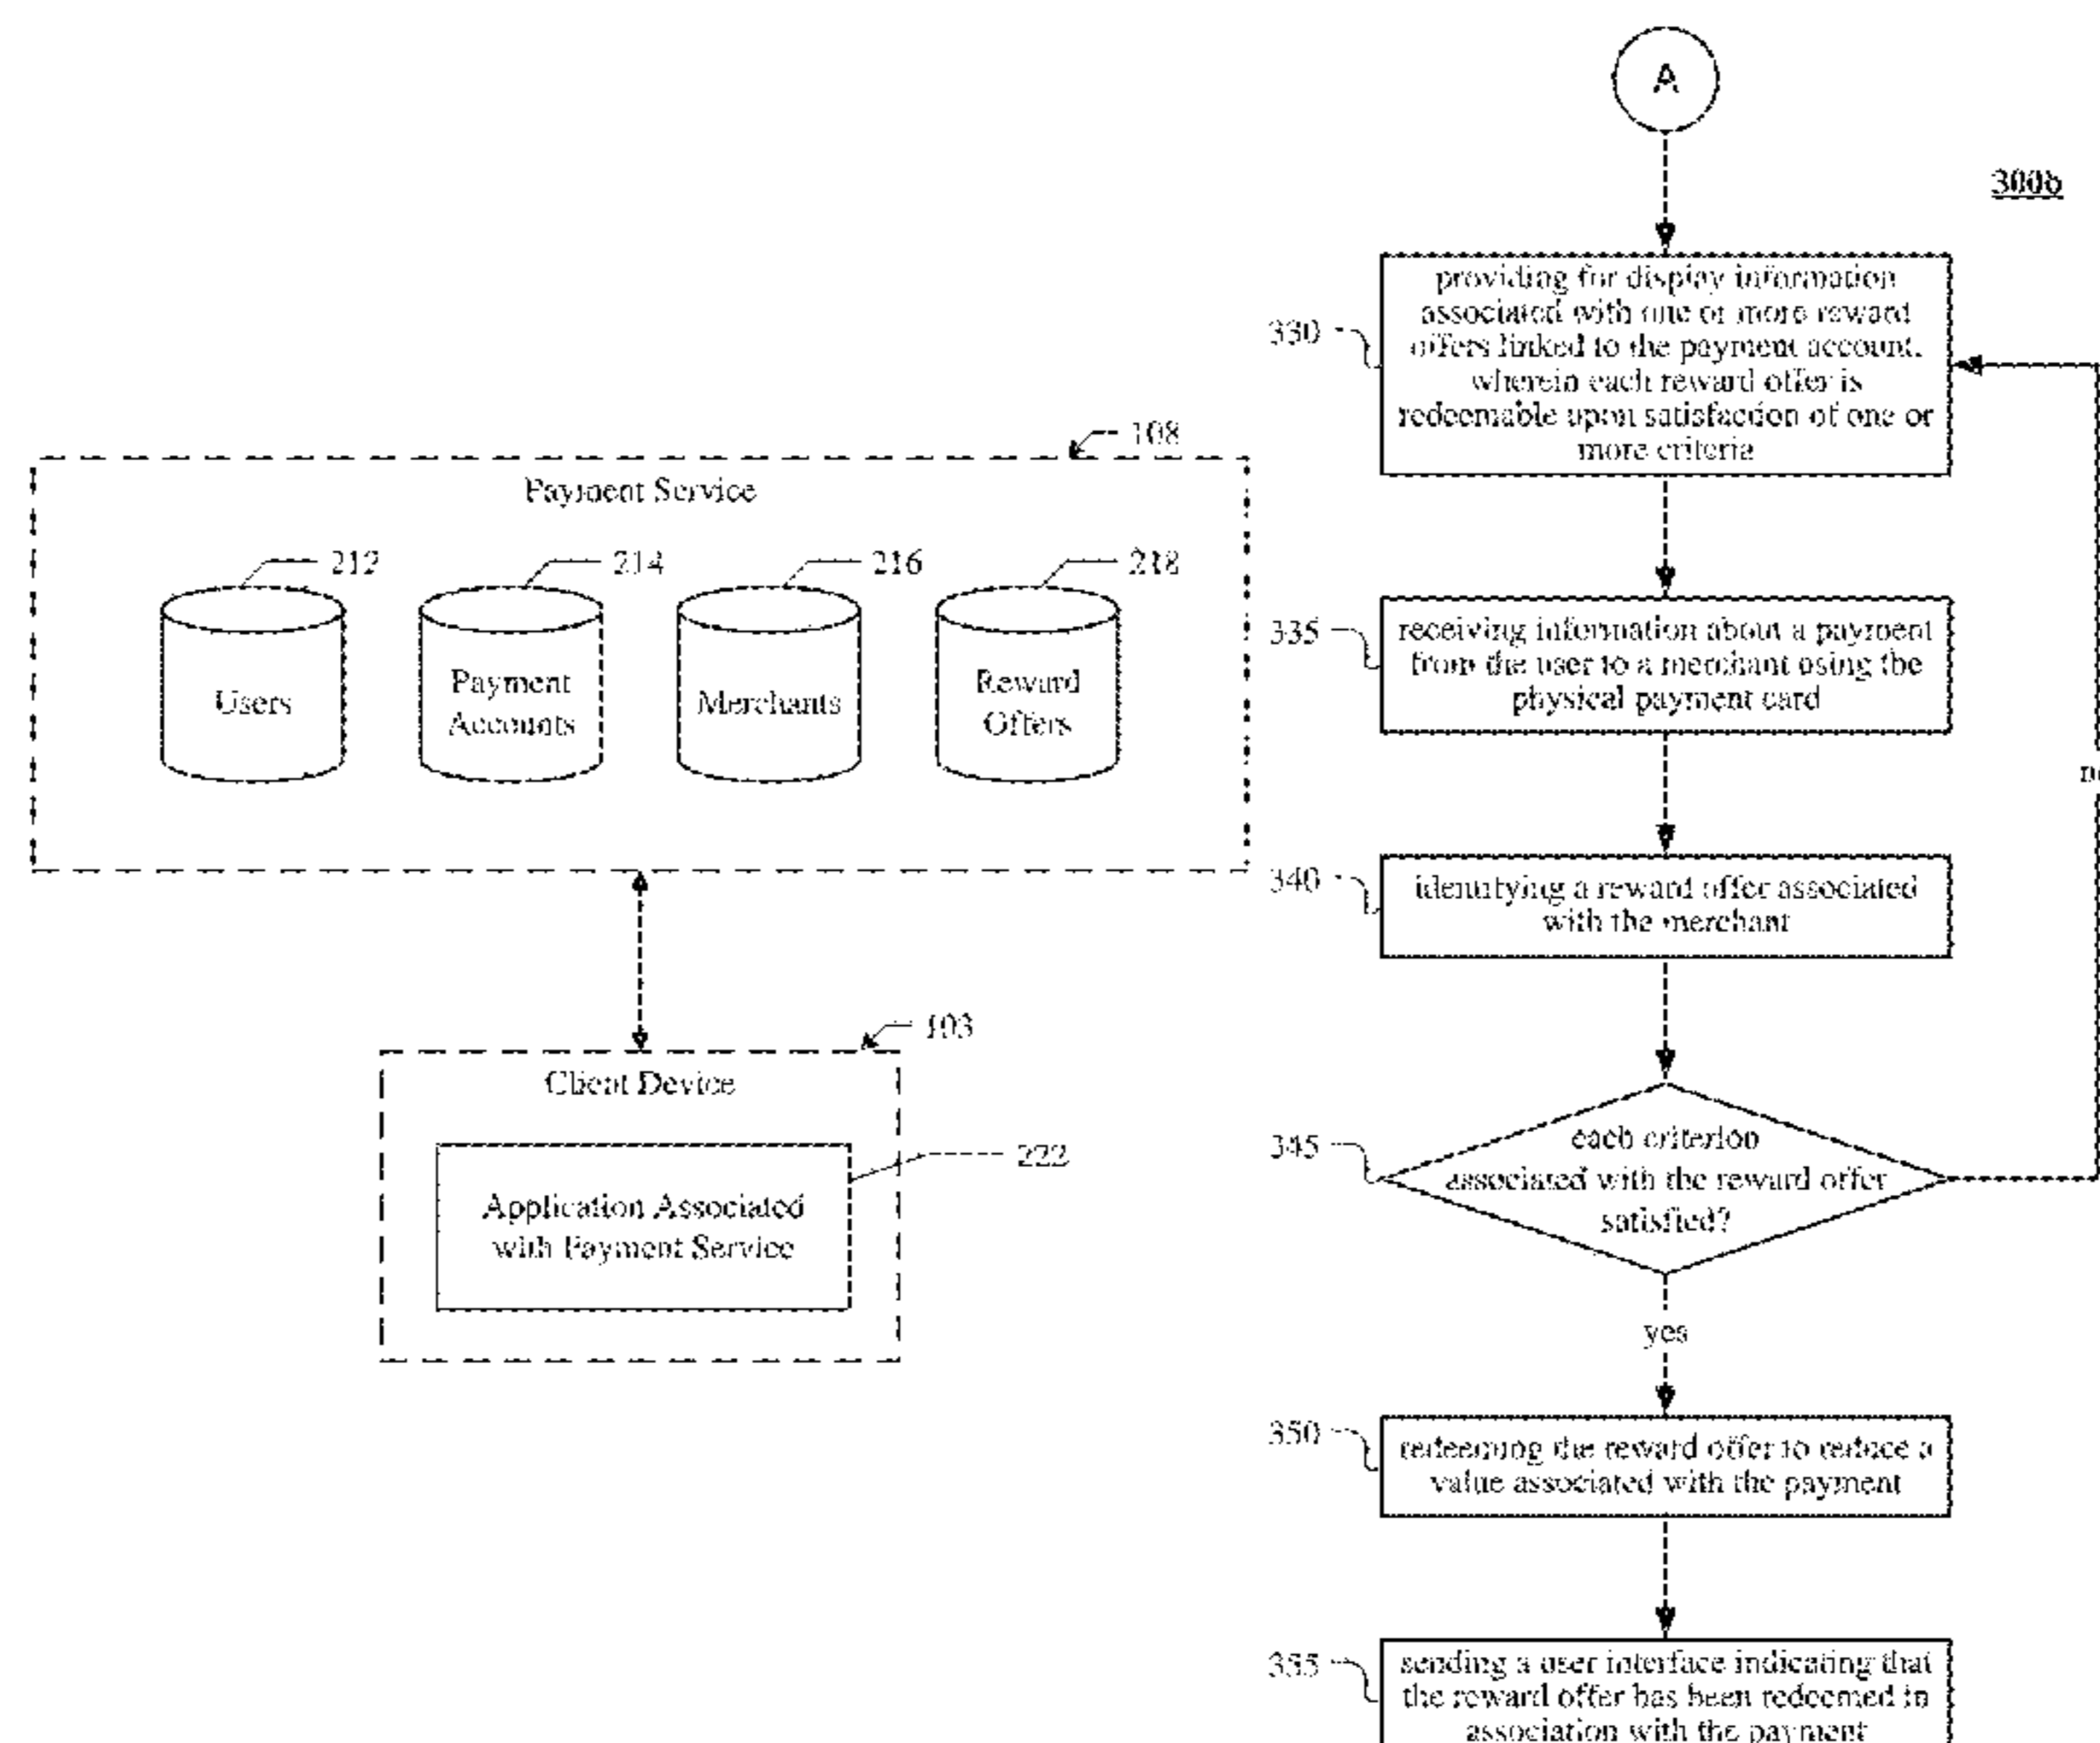 108
Payment Service
212
214
216
218
Users
Payment
Accounts
Merchants
Reward
Offers
103
Client Device
222
Application Associated
with Payment Service
A
300b
330
providing for display information
associated with one or more reward
offers linked to the payment account,
wherein each reward offer is
redeemable upon satisfaction of one or
more criteria
335
receiving information about a payment
from the user to a merchant using the
physical payment card
340
identifying a reward offer associated
with the merchant
345
each criterion
associated with the reward offer
satisfied?
yes
350
redeeming the reward offer to reduce a
value associated with the payment
355
sending a user interface indicating that
the reward offer has been redeemed in
association with the payment